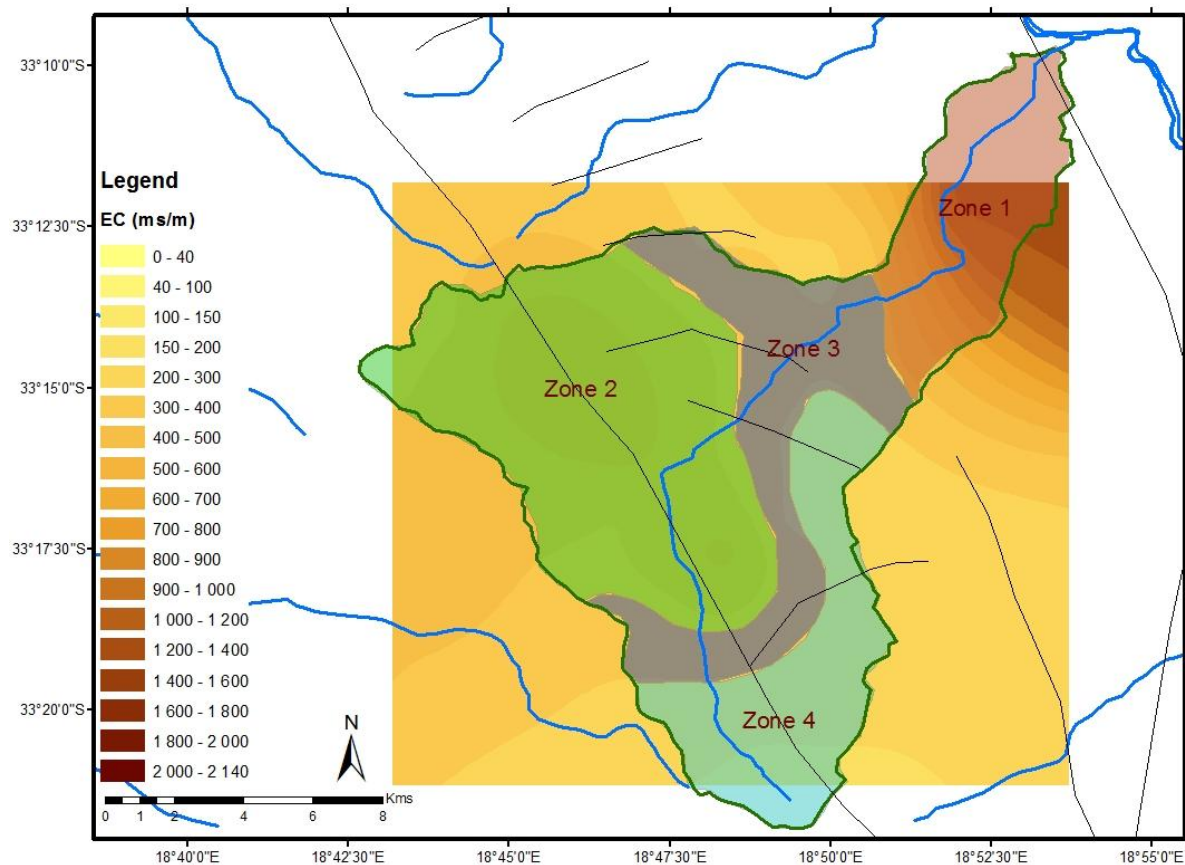 33°10'0"S
33°12'30"S
33°15'0"S
33°17'30"S
33°20'0"S
Legend
EC (ms/m)
0 - 40
40 - 100
100 - 150
150 - 200
200 - 300
300 - 400
400 - 500
500 - 600
600 - 700
700 - 800
800 - 900
900 - 1 000
1 000 - 1 200
1 200 - 1 400
1 400 - 1 600
1 600 - 1 800
1 800 - 2 000
2 000 - 2 140
Zone 1
Zone 3
Zone 2
Zone 4
N
Kms
0 1 2 4 6 8
18°40'0"E 18°42'30"E 18°45'0"E 18°47'30"E 18°50'0"E 18°52'30"E 18°55'0"E